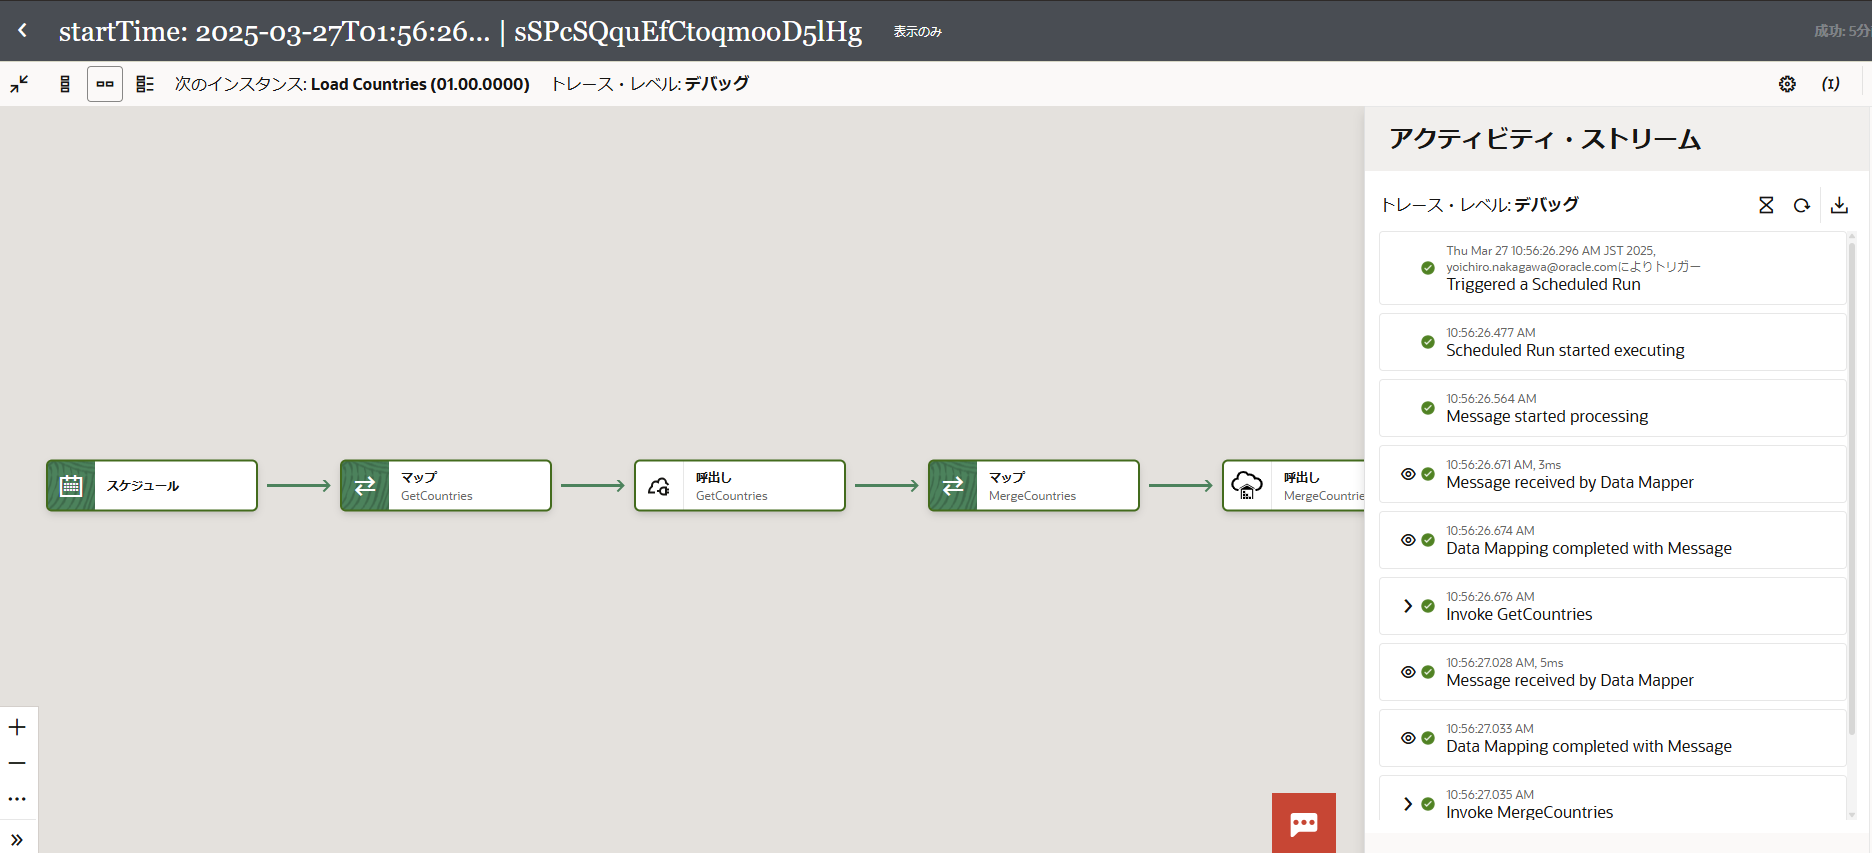 startTime: 2025-03-27T01:56:26... | sSPcSQquEfCtoqmooD5lHg 表示のみ 成功: 5分
次のインスタンス: Load Countries (01.00.0000) トレース・レベル: デバッグ
アクティビティ・ストリーム
トレース・レベル: デバッグ
Thu Mar 27 10:56:26.296 AM JST 2025,
yoichiro.nakagawa@oracle.comによりトリガー
Triggered a Scheduled Run
10:56:26.477 AM
Scheduled Run started executing
10:56:26.564 AM
Message started processing
10:56:26.671 AM, 3ms
Message received by Data Mapper
10:56:26.674 AM
Data Mapping completed with Message
10:56:26.676 AM
Invoke GetCountries
10:56:27.028 AM, 5ms
Message received by Data Mapper
10:56:27.033 AM
Data Mapping completed with Message
10:56:27.035 AM
Invoke MergeCountries
スケジュール
マップ
GetCountries
呼出し
GetCountries
マップ
MergeCountries
呼出し
MergeCountrie